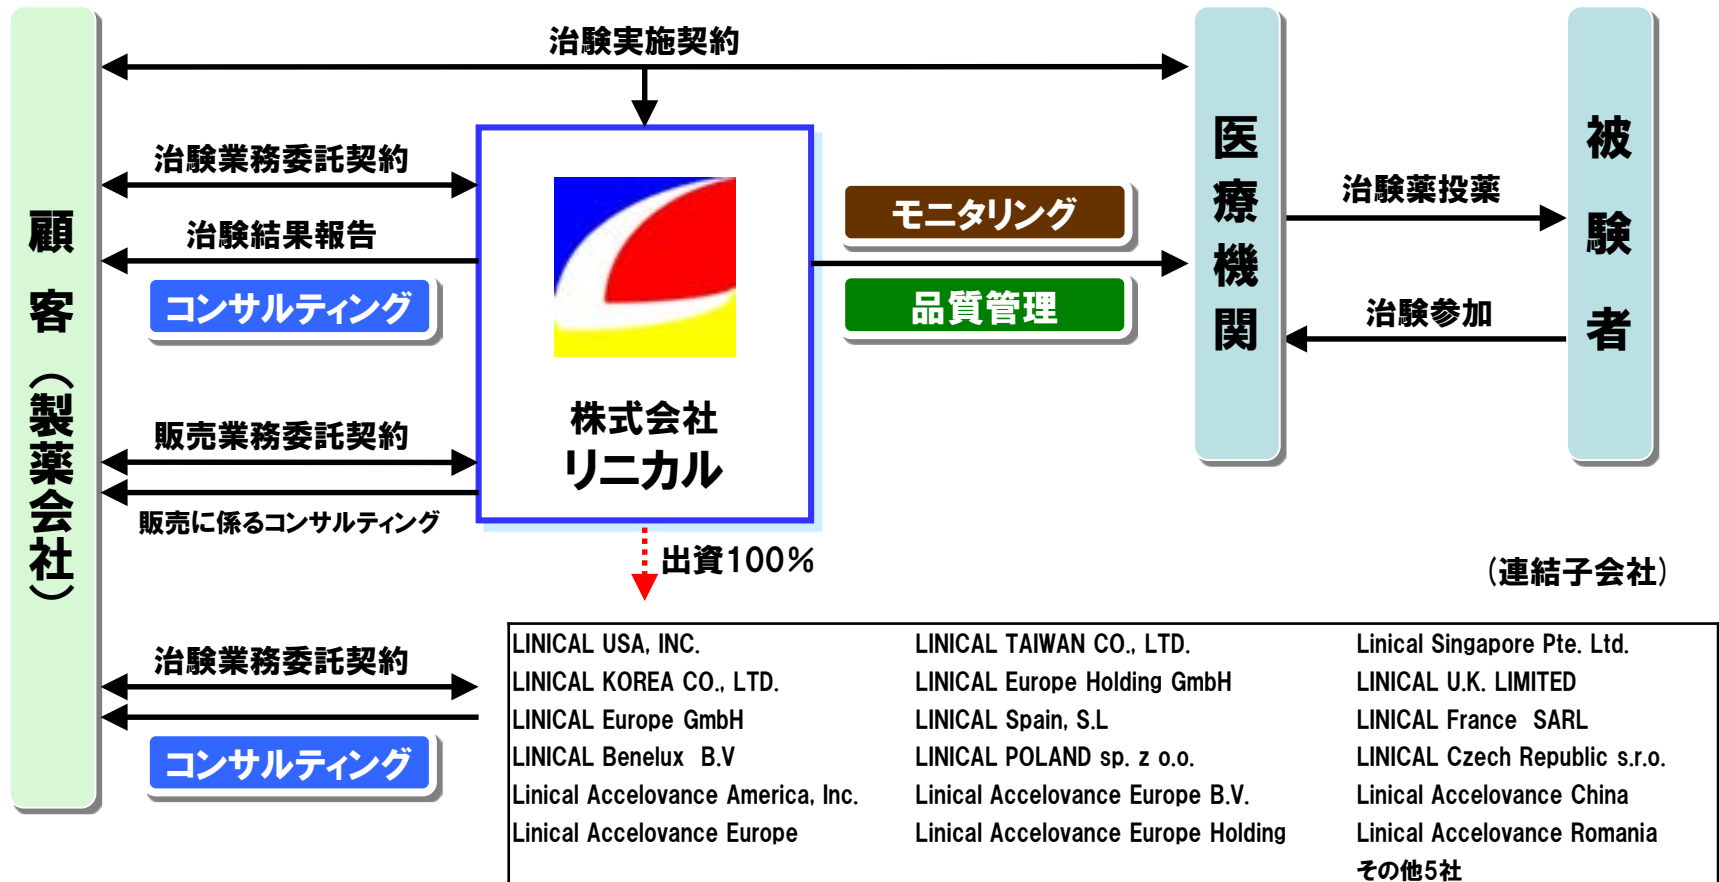 治験実施契約
顧客(製薬会社)
治験業務委託契約
治験結果報告
コンサルティング
販売業務委託契約
販売に係るコンサルティング
治験業務委託契約
コンサルティング
株式会社
リニカル
モニタリング
品質管理
医療機関
治験薬投薬
治験参加
被験者
出資100%
(連結子会社)
LINICAL USA, INC. LINICAL TAIWAN CO., LTD. Linical Singapore Pte. Ltd.
LINICAL KOREA CO., LTD. LINICAL Europe Holding GmbH LINICAL U.K. LIMITED
LINICAL Europe GmbH LINICAL Spain, S.L LINICAL France SARL
LINICAL Benelux B.V LINICAL POLAND sp. z o.o. LINICAL Czech Republic s.r.o.
Linical Accelovance America, Inc. Linical Accelovance Europe B.V. Linical Accelovance China
Linical Accelovance Europe Linical Accelovance Europe Holding Linical Accelovance Romania
その他5社